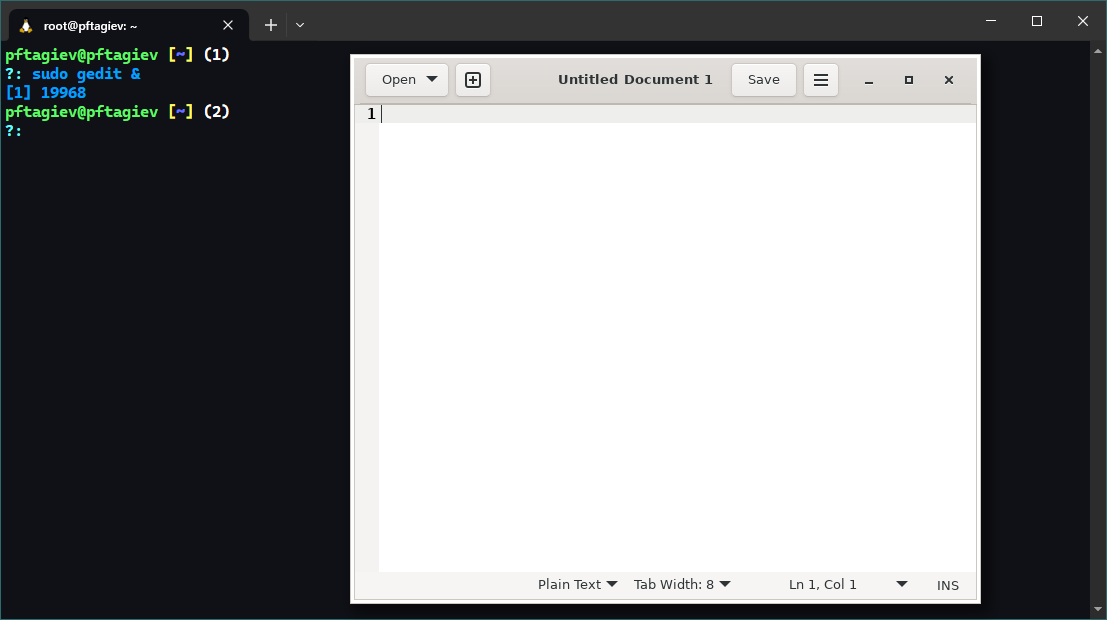 root@pftagiev: ~
pftagiev@pftagiev [~] (1)
?: sudo gedit &
[1] 19968
pftagiev@pftagiev [~] (2)
?:
Open
Untitled Document 1
Save
1
Plain Text
Tab Width: 8
Ln 1, Col 1
INS